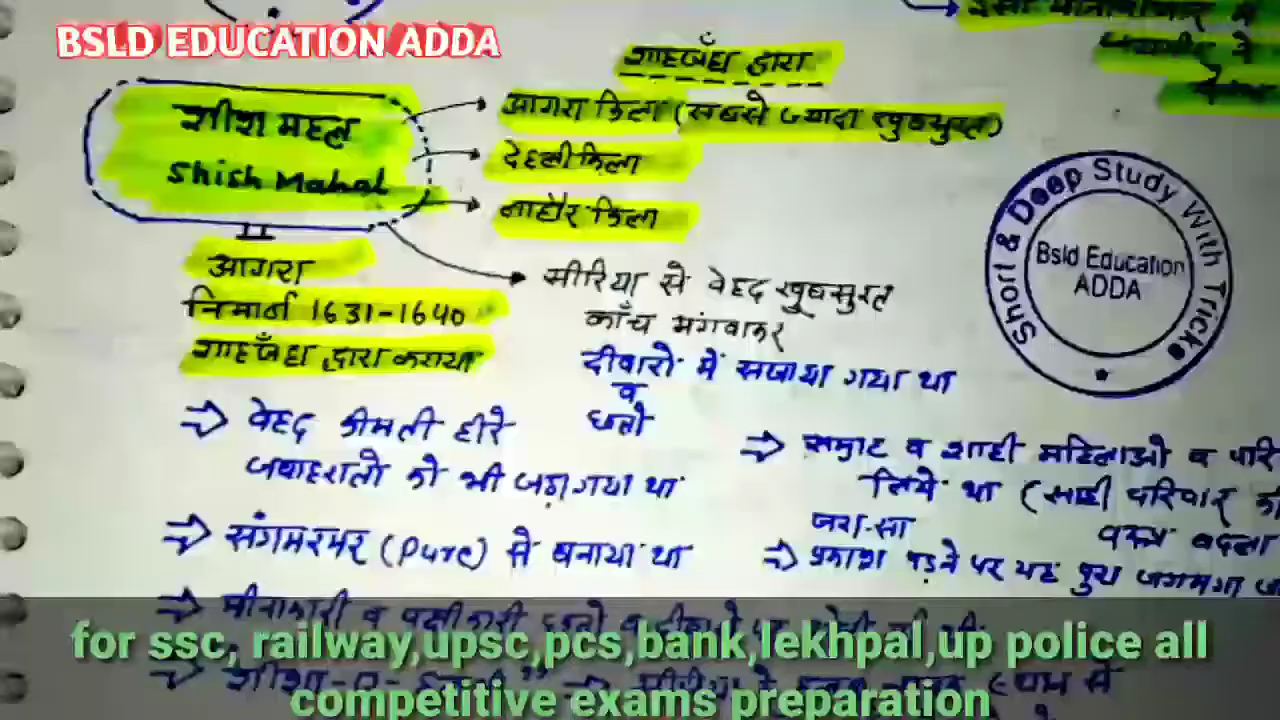 BSLD EDUCATION ADDA
शाहजँहा द्वारा
शीश महल
Shish Mahal
आगरा किला (सबसे ज्यादा खुबसुरत)
देहली किला
लाहौर किला
आगरा
निमार्न 1631-1640
शाहजँहा द्वारा कराया
सीरिया से वेहद खूबसुरत
काँच मंगवाकर
दीवारों में सजाया गया था
व
छतो
Short & Deep Study With Tricks
Bsld Education
ADDA
⇒ वेहद कीमती हीरे
जवाहरातो को भी जड़ा गया था
⇒ संगमरमर (Pure) से बनाया था
⇒ सम्राट व शाही महिलाओ व परि
लिये था (साही परिवार
जरा-सा
वस्त्र बदला
⇒ प्रकाश पड़ने पर यह पुरा जगमगा
⇒ मीनाकारी व
for ssc, railway,upsc,pcs,bank,lekhpal,up police all
competitive exams preparation